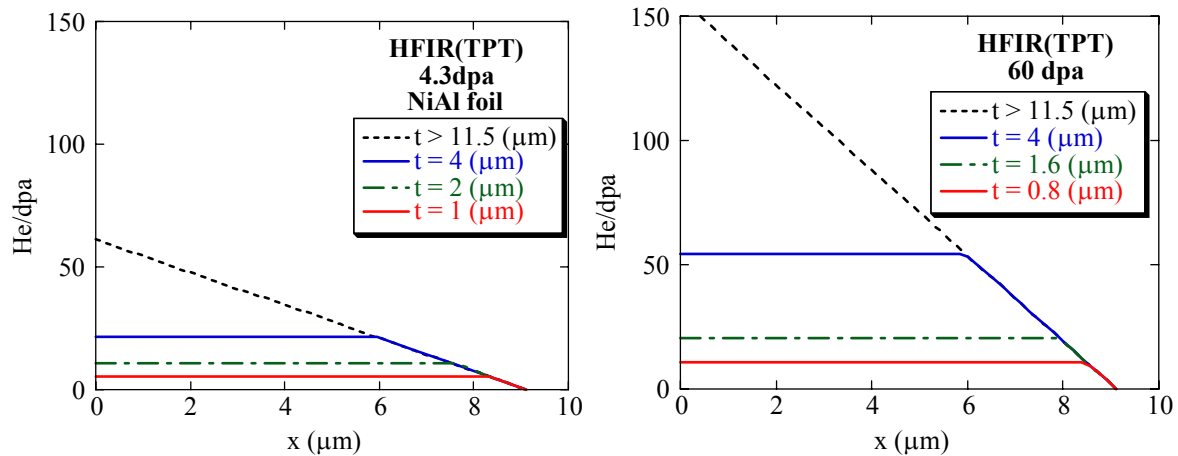 150
100
50
0
He/dpa
HFIR(TPT)
4.3dpa
NiAl foil
t > 11.5 (μm)
t = 4 (μm)
t = 2 (μm)
t = 1 (μm)
0 2 4 6 8 10
x (μm)
150
100
50
0
He/dpa
HFIR(TPT)
60 dpa
t > 11.5 (μm)
t = 4 (μm)
t = 1.6 (μm)
t = 0.8 (μm)
0 2 4 6 8 10
x (μm)